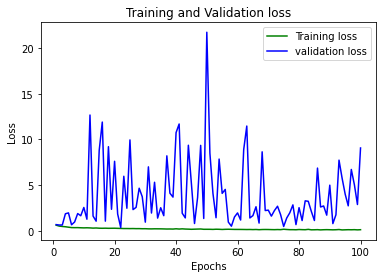 Training and Validation loss
Training loss
validation loss
Loss
20
15
10
5
0
0
20
40
60
80
100
Epochs